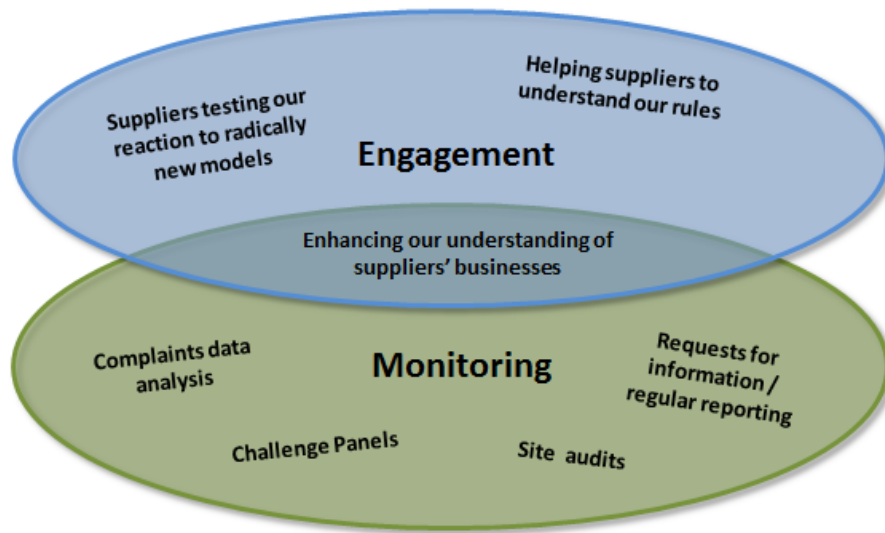 Suppliers testing our
reaction to radically
new models
Helping suppliers to
understand our rules
Engagement
Enhancing our understanding of
suppliers’ businesses
Complaints data
analysis
Monitoring
Requests for
information /
regular reporting
Challenge Panels
Site audits